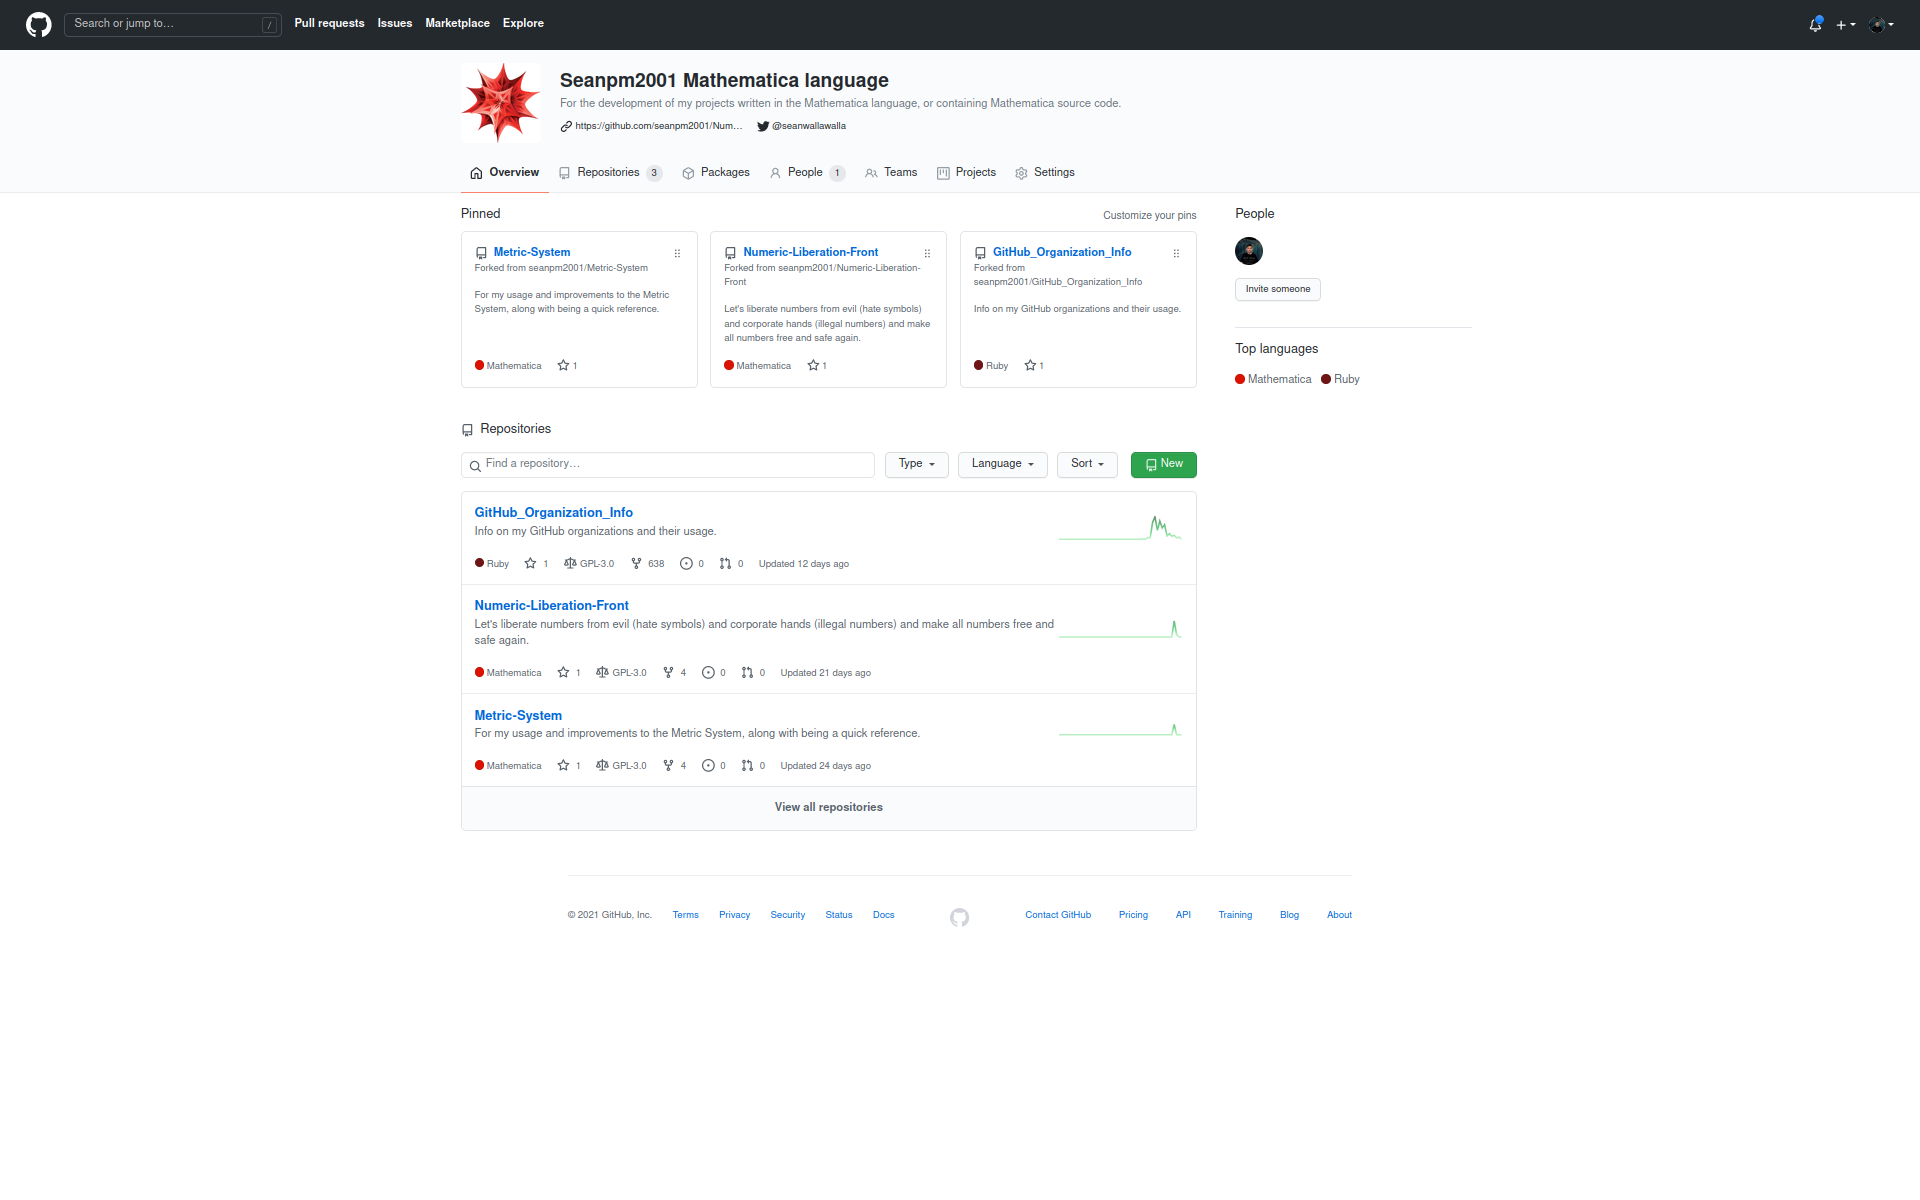 Search or jump to…
/
Pull requests
Issues
Marketplace
Explore
Seanpm2001 Mathematica language
For the development of my projects written in the Mathematica language, or containing Mathematica source code.
https://github.com/seanpm2001/Num…
@seanwallawalla
Overview
Repositories 3
Packages
People 1
Teams
Projects
Settings
Pinned
Customize your pins
Metric-System
Forked from seanpm2001/Metric-System
For my usage and improvements to the Metric
System, along with being a quick reference.
Mathematica
1
Numeric-Liberation-Front
Forked from seanpm2001/Numeric-Liberation-
Front
Let's liberate numbers from evil (hate symbols)
and corporate hands (illegal numbers) and make
all numbers free and safe again.
Mathematica
1
GitHub_Organization_Info
Forked from
seanpm2001/GitHub_Organization_Info
Info on my GitHub organizations and their usage.
Ruby
1
People
Invite someone
Top languages
Mathematica
Ruby
Repositories
Find a repository…
Type
Language
Sort
New
GitHub_Organization_Info
Info on my GitHub organizations and their usage.
Ruby 1 GPL-3.0 638 0 0 Updated 12 days ago
Numeric-Liberation-Front
Let's liberate numbers from evil (hate symbols) and corporate hands (illegal numbers) and make all numbers free and
safe again.
Mathematica 1 GPL-3.0 4 0 0 Updated 21 days ago
Metric-System
For my usage and improvements to the Metric System, along with being a quick reference.
Mathematica 1 GPL-3.0 4 0 0 Updated 24 days ago
View all repositories
© 2021 GitHub, Inc.
Terms
Privacy
Security
Status
Docs
Contact GitHub
Pricing
API
Training
Blog
About